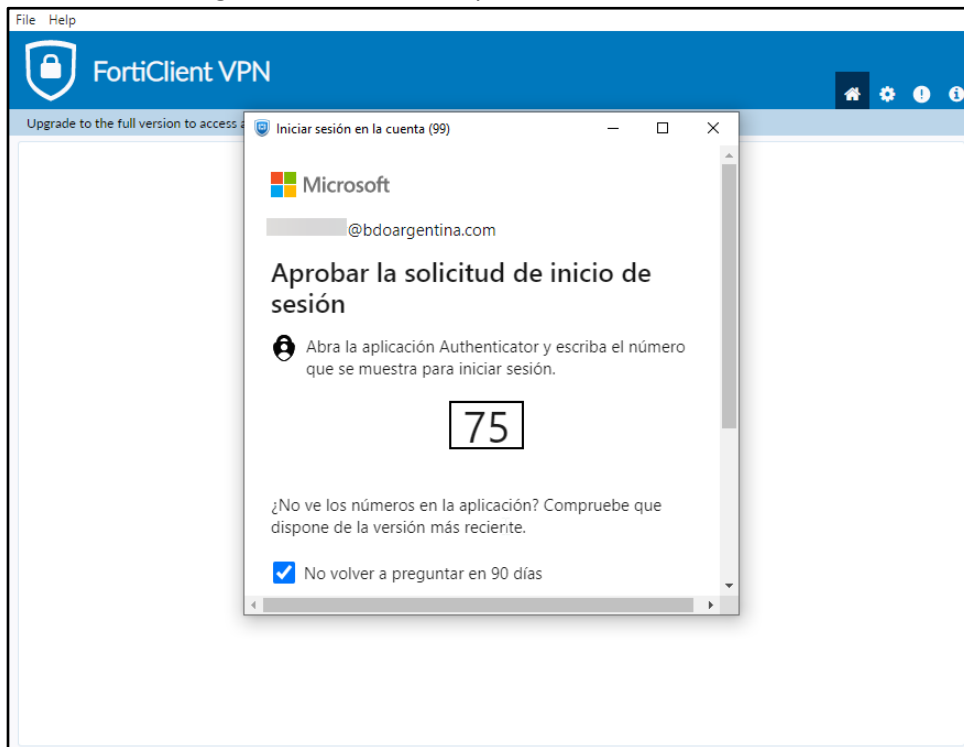 File Help
FortiClient VPN
Upgrade to the full version to access
Iniciar sesión en la cuenta (99)
Microsoft
@bdoargentina.com
Aprobar la solicitud de inicio de
sesión
Abra la aplicación Authenticator y escriba el número
que se muestra para iniciar sesión.
75
¿No ve los números en la aplicación? Compruebe que
dispone de la versión más reciente.
No volver a preguntar en 90 días